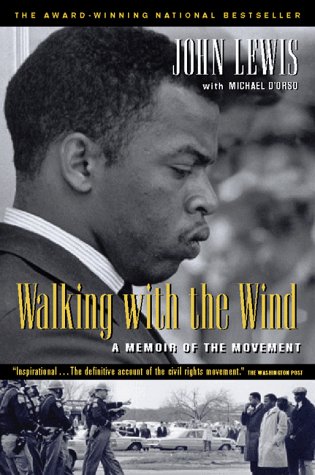 THE AWARD-WINNING NATIONAL BESTSELLER
JOHN LEWIS
with MICHAEL D'ORSO
Walking with the Wind
A MEMOIR OF THE MOVEMENT
"Inspirational . . . The definitive account of the civil rights movement." THE WASHINGTON POST